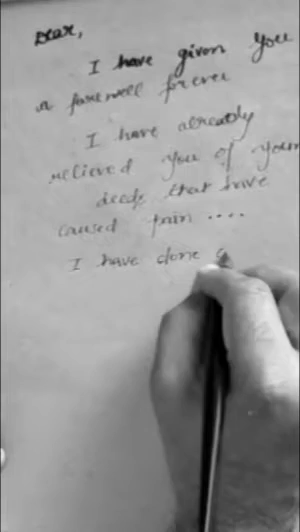 Dear,
I have given you
a farewell forever
I have already
relieved you of your
deeds that have
caused pain ....
I have done